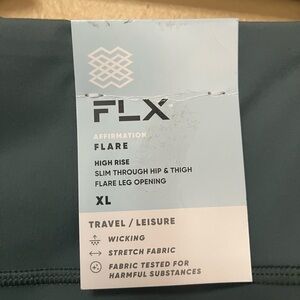 FLX
AFFIRMATION
FLARE
HIGH RISE
SLIM THROUGH HIP & THIGH
FLARE LEG OPENING
XL
TRAVEL / LEISURE
WICKING
STRETCH FABRIC
FABRIC TESTED FOR
HARMFUL SUBSTANCES